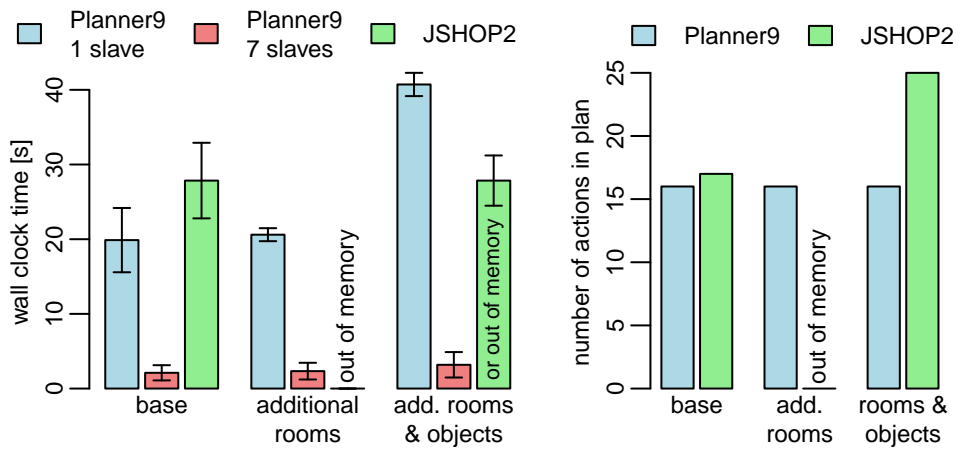 Planner9
1 slave
Planner9
7 slaves
JSHOP2
wall clock time [s]
0
10
20
30
40
out of memory
or out of memory
base
additional
rooms
add. rooms
& objects
Planner9
JSHOP2
number of actions in plan
0
5
10
15
20
25
out of memory
base
add.
rooms
rooms &
objects